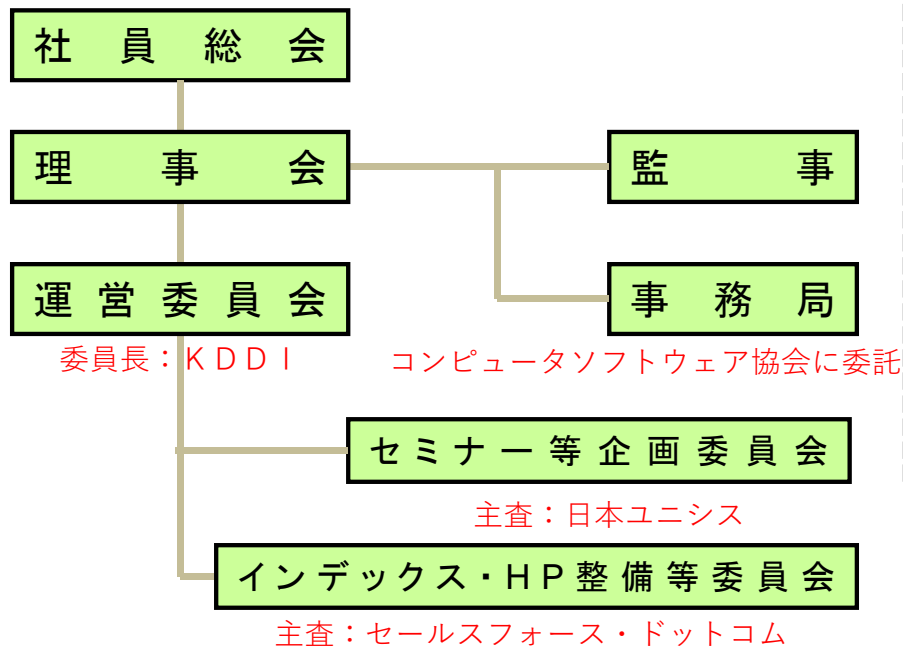 社員総会
理事会
監事
運営委員会
事務局
委員長：ＫＤＤＩ
コンピュータソフトウェア協会に委託
セミナー等企画委員会
主査：日本ユニシス
インデックス・ＨＰ整備等委員会
主査：セールスフォース・ドットコム